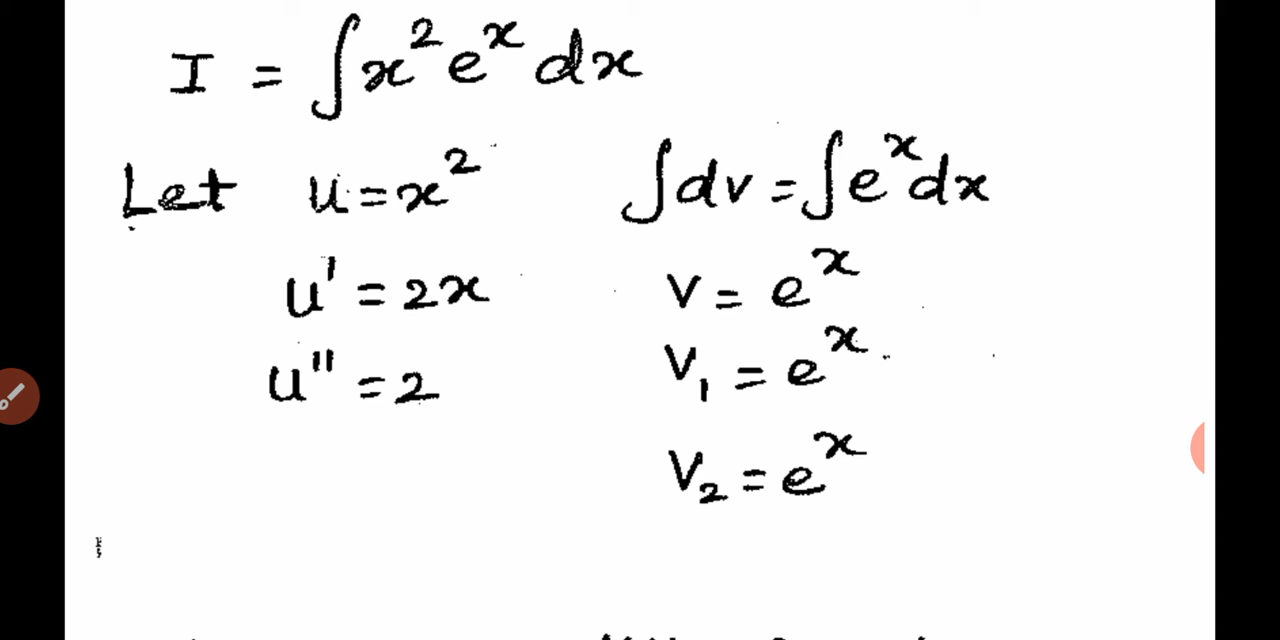 I = ∫x²eˣdx
Let u = x² ∫dv = ∫eˣdx
u' = 2x v = eˣ
u'' = 2 v₁ = eˣ
v₂ = eˣ